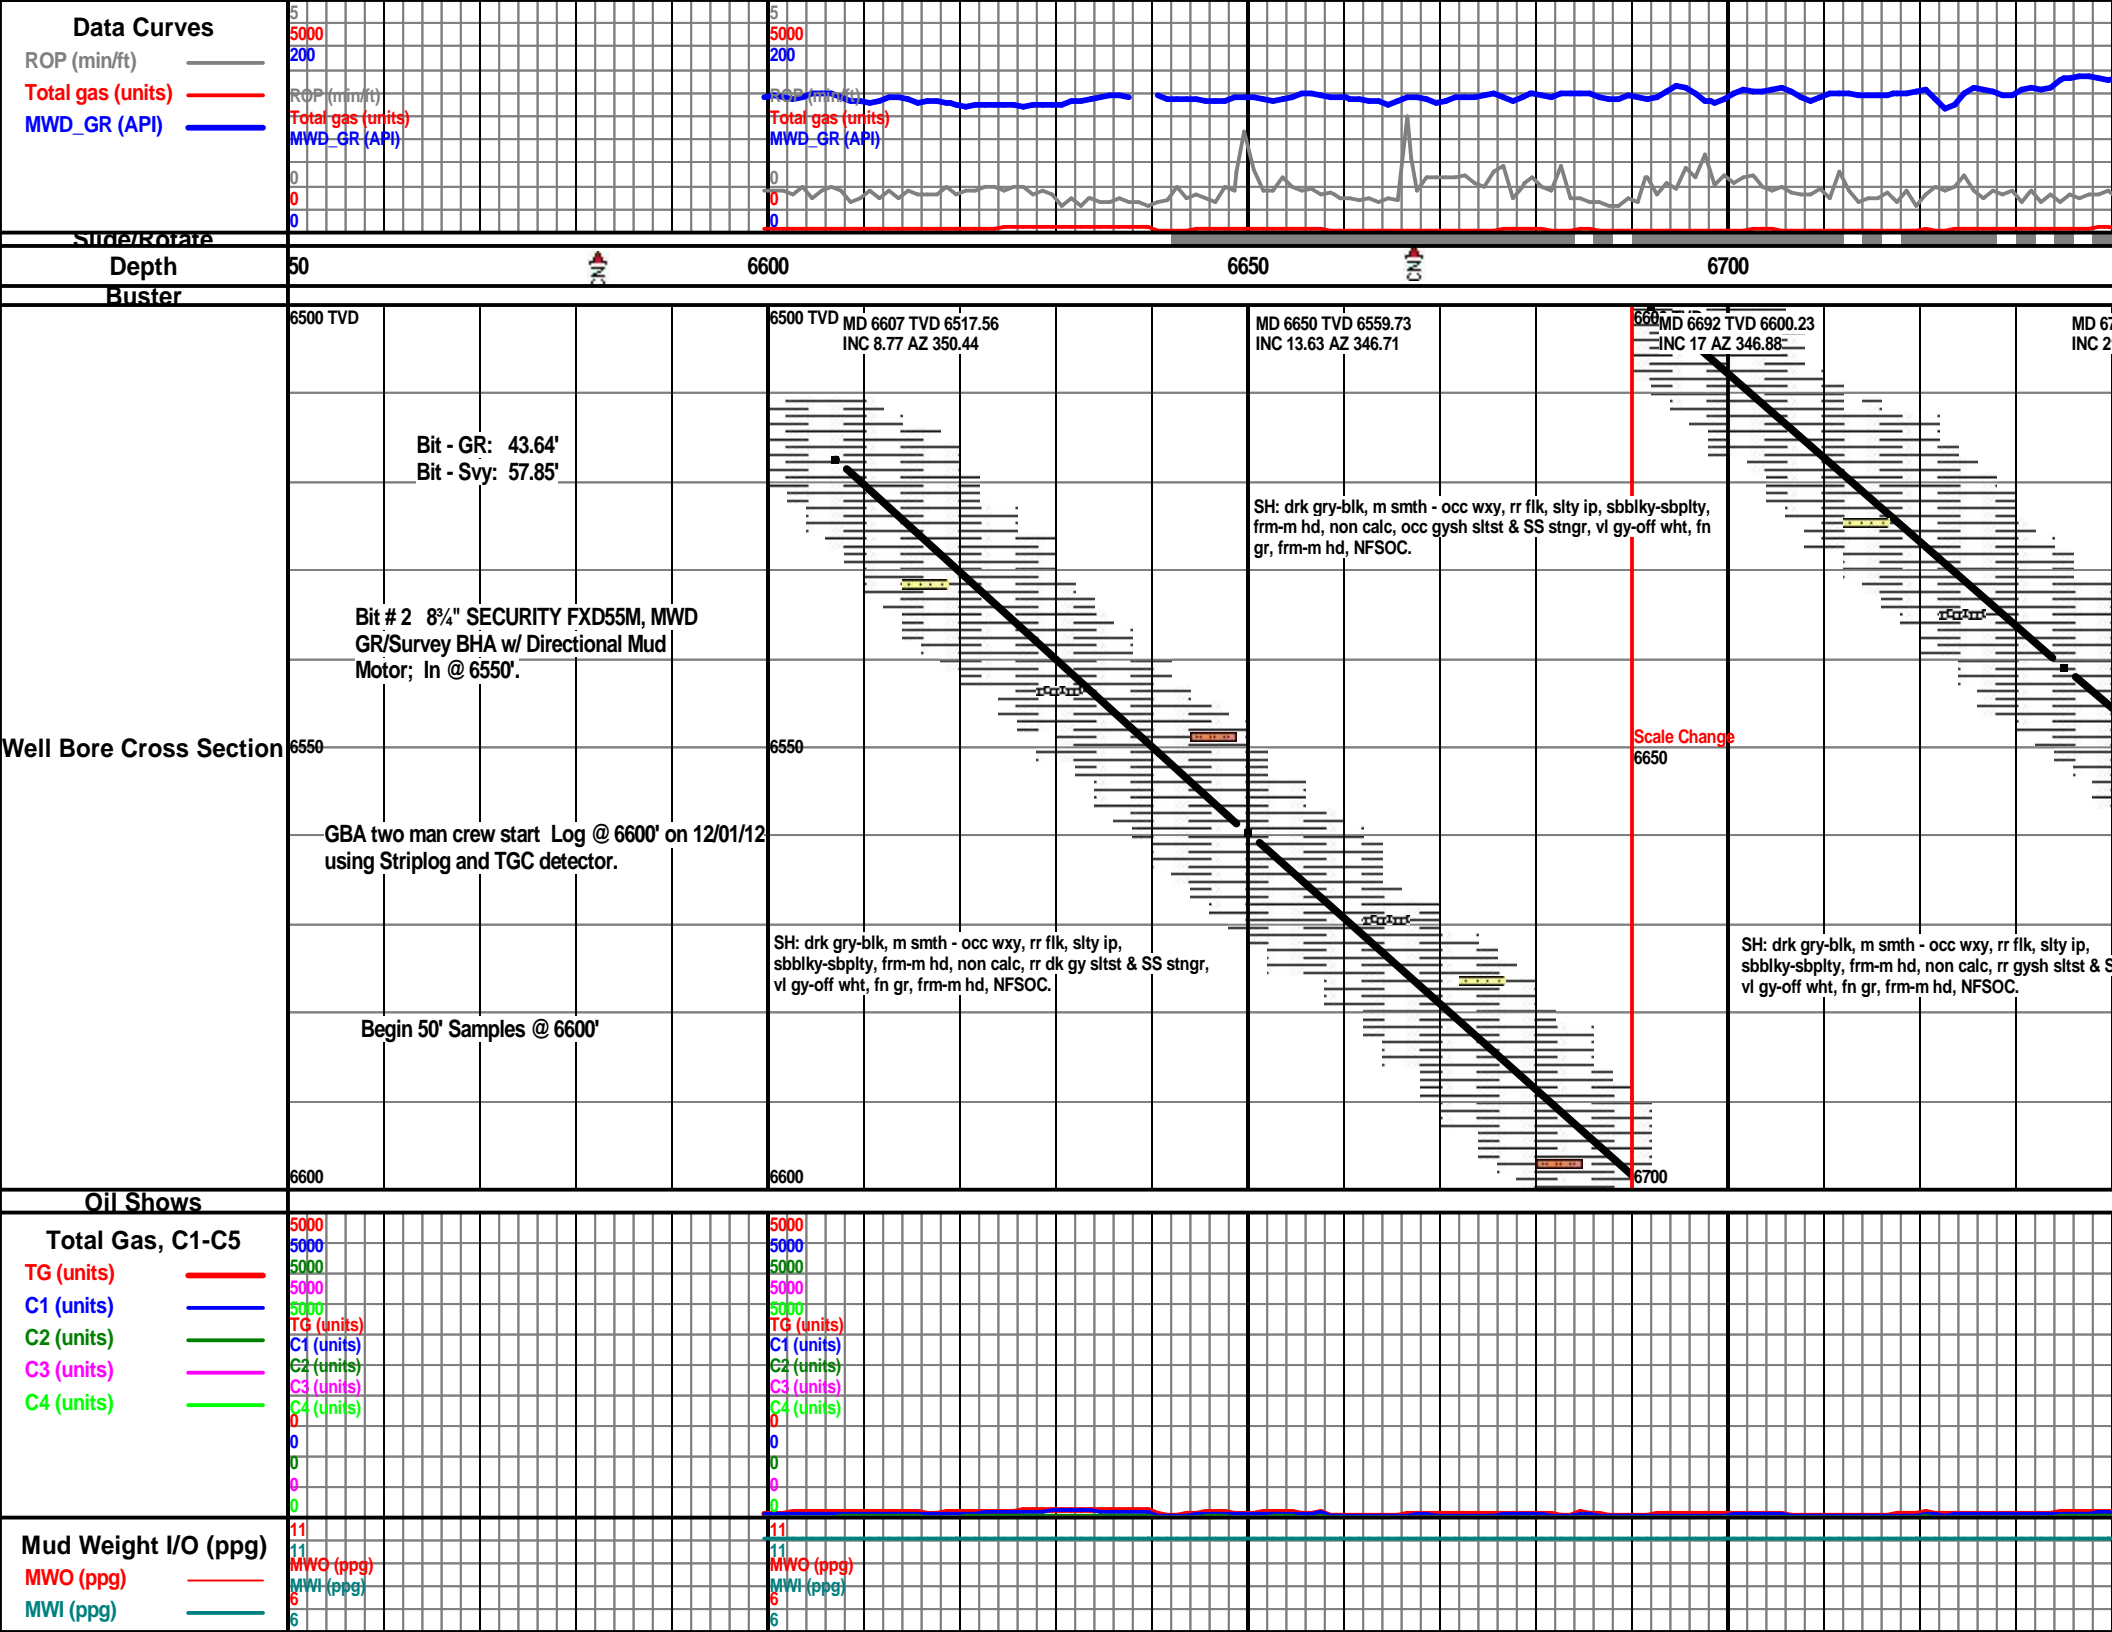 Data Curves
ROP (min/ft)
Total gas (units)
MWD_GR (API)
5
5000
200
ROP (min/ft)
Total gas (units)
MWD_GR (API)
0
0
0
5
5000
200
ROP (min/ft)
Total gas (units)
MWD_GR (API)
0
0
0
Slide/Rotate
Depth
50
CN
6600
6650
CN
6700
Buster
Well Bore Cross Section
6500 TVD
6550
6600
Bit - GR: 43.64'
Bit - Svy: 57.85'
Bit # 2 8¾" SECURITY FXD55M, MWD
GR/Survey BHA w/ Directional Mud
Motor; In @ 6550'.
GBA two man crew start Log @ 6600' on 12/01/12
using Striplog and TGC detector.
Begin 50' Samples @ 6600'
6500 TVD
6550
6600
MD 6607 TVD 6517.56
INC 8.77 AZ 350.44
SH: drk gry-blk, m smth - occ wxy, rr flk, slty ip,
sbblky-sbplty, frm-m hd, non calc, rr dk gy sltst & SS stngr,
vl gy-off wht, fn gr, frm-m hd, NFSOC.
MD 6650 TVD 6559.73
INC 13.63 AZ 346.71
SH: drk gry-blk, m smth - occ wxy, rr flk, slty ip, sbblky-sbplty,
frm-m hd, non calc, occ gysh sltst & SS stngr, vl gy-off wht, fn
gr, frm-m hd, NFSOC.
MD 6692 TVD 6600.23
INC 17 AZ 346.88
Scale Change
6650
6700
SH: drk gry-blk, m smth - occ wxy, rr flk, slty ip,
sbblky-sbplty, frm-m hd, non calc, rr gysh sltst & S
vl gy-off wht, fn gr, frm-m hd, NFSOC.
MD 67
INC 2
Oil Shows
Total Gas, C1-C5
TG (units)
C1 (units)
C2 (units)
C3 (units)
C4 (units)
5000
5000
5000
5000
5000
TG (units)
C1 (units)
C2 (units)
C3 (units)
C4 (units)
0
0
0
0
0
5000
5000
5000
5000
5000
TG (units)
C1 (units)
C2 (units)
C3 (units)
C4 (units)
0
0
0
0
0
Mud Weight I/O (ppg)
MWO (ppg)
MWI (ppg)
11
11
MWO (ppg)
MWI (ppg)
6
6
11
11
MWO (ppg)
MWI (ppg)
6
6